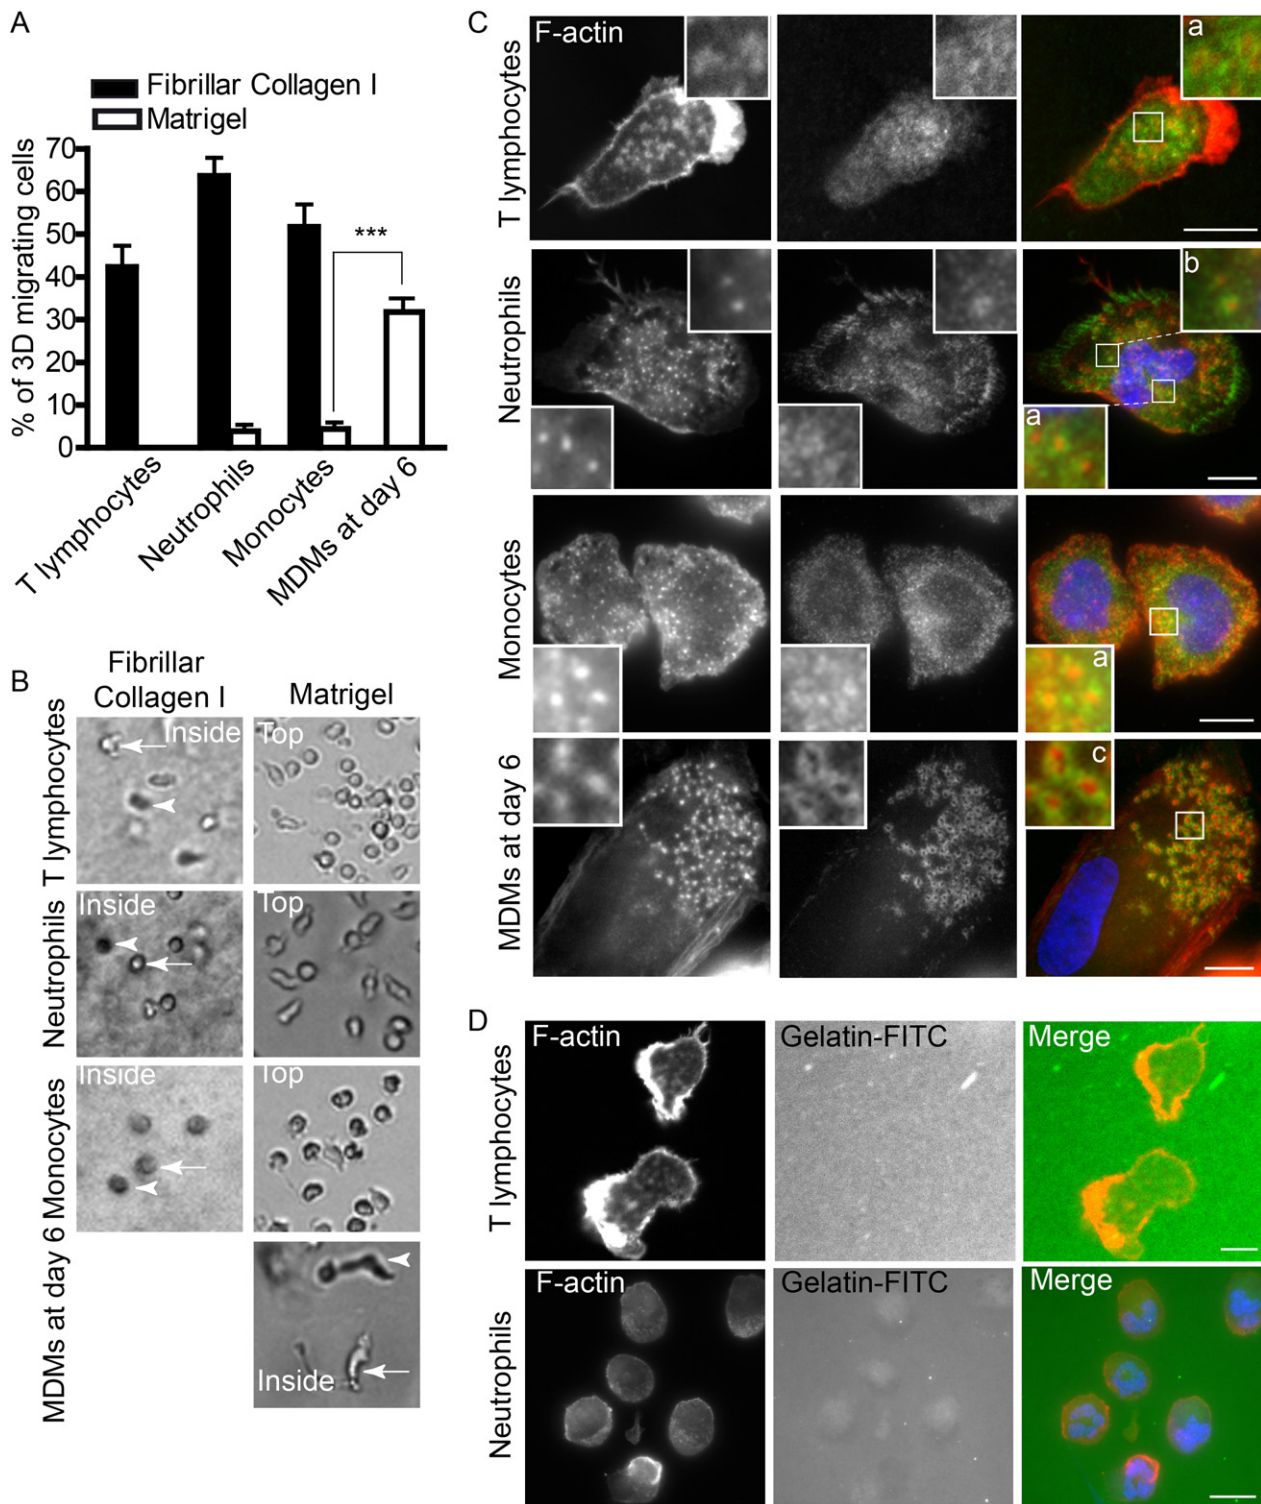 A
Fibrillar Collagen I
Matrigel
% of 3D migrating cells
70
60
50
40
30
20
10
0
***
T lymphocytes
Neutrophils
Monocytes
MDMs at day 6
B
Fibrillar
Collagen I
Matrigel
T lymphocytes
Inside
Top
Neutrophils
Inside
Top
Monocytes
Inside
Top
MDMs at day 6
Inside
C
T lymphocytes
F-actin
a
Neutrophils
b
a
Monocytes
a
MDMs at day 6
c
D
T lymphocytes
F-actin
Gelatin-FITC
Merge
Neutrophils
F-actin
Gelatin-FITC
Merge